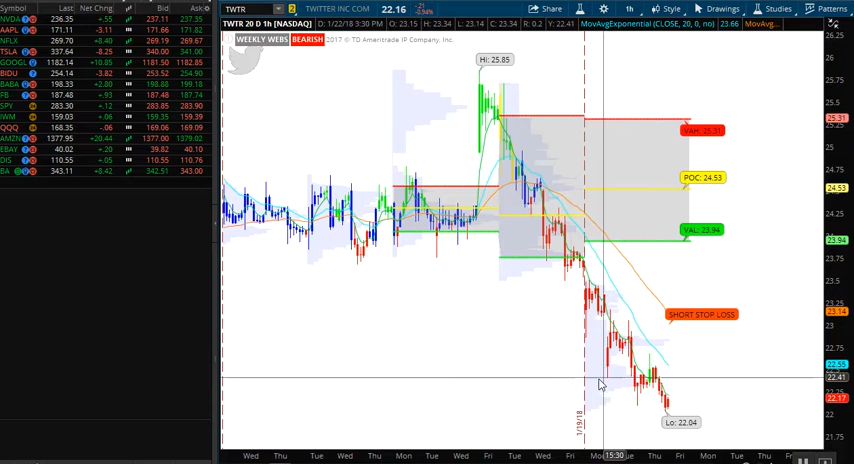 Symbol Last Net Chng Bid Ask
NVDA 236.35 +.55 237.11 237.35
AAPL 171.11 -3.11 171.66 171.82
NFLX 269.70 +8.40 269.19 269.67
TSLA 337.64 -8.25 340.00 341.00
GOOGL 1182.14 +10.85 1181.50 1182.85
BIDU 254.14 -3.82 253.52 254.90
BABA 198.33 +2.80 198.88 199.18
FB 187.48 +.93 187.48 187.74
SPY 283.30 +.12 283.85 283.90
IWM 159.03 +.06 159.35 159.39
QQQ 168.35 -.06 169.06 169.09
AMZN 1377.95 +20.44 1377.00 1379.02
EBAY 40.02 +.20 39.82 40.10
DIS 110.55 +.05 110.55 110.76
BA 343.11 +8.42 342.51 343.00
TWTR 2 TWITTER INC COM 22.16 -.21 -0.94% Share 1h Style Drawings Studies Patterns
TWTR 20 D 1h [NASDAQ] D: 1/22/18 3:30 PM O: 23.15 H: 23.34 L: 23.14 C: 23.34 R: 0.2 Y: 22.41 MovAvgExponential (CLOSE, 20, 0, no) 23.66 MovAvg...
WEEKLY WEBS BEARISH 2017 © TD Ameritrade IP Company, Inc.
Hi: 25.85
VAH: 25.31
POC: 24.53
VAL: 23.94
SHORT STOP LOSS
Lo: 22.04
26.25
26
25.75
25.5
25.31
25
24.75
24.53
24.25
23.94
23.75
23.5
23.14
23
22.75
22.55
22.41
22.17
22
21.75
1/19/18
Wed Thu Tue Wed Thu Mon Wed Thu Fri Tue Wed Thu Fri Mo 15:30 Tue Thu Fri Mon Tue Wed Thu Fri